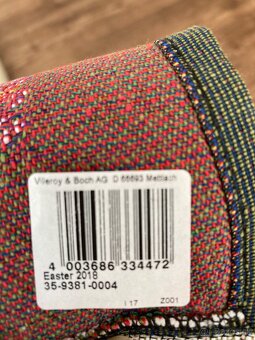 Villeroy & Boch AG D 66693 Mettlach
4 003686 334472
Easter 2018
35-9381-0004
I 17 Z001